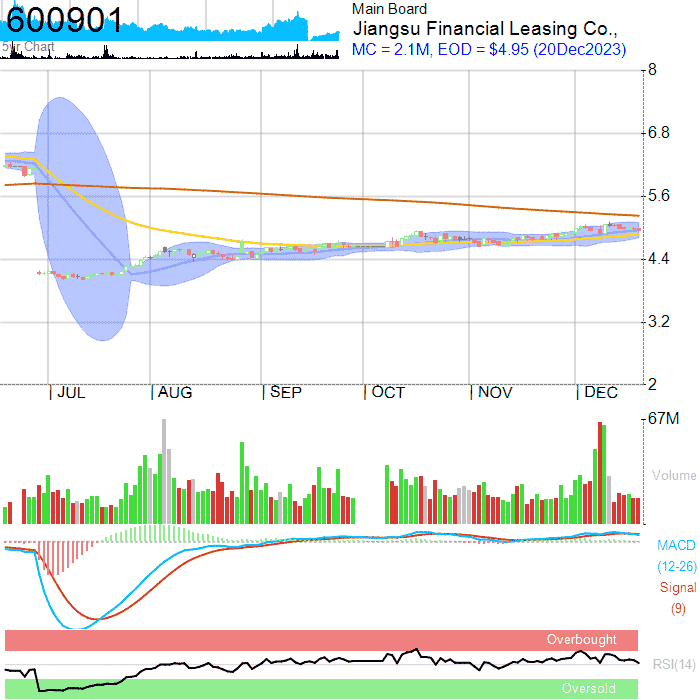 600901
5yr Chart
Main Board
Jiangsu Financial Leasing Co.,
MC = 2.1M, EOD = $4.95 (20Dec2023)
8
6.8
5.6
4.4
3.2
2
JUL
AUG
SEP
OCT
NOV
DEC
67M
Volume
MACD
(12-26)
Signal
(9)
Overbought
RSI(14)
Oversold